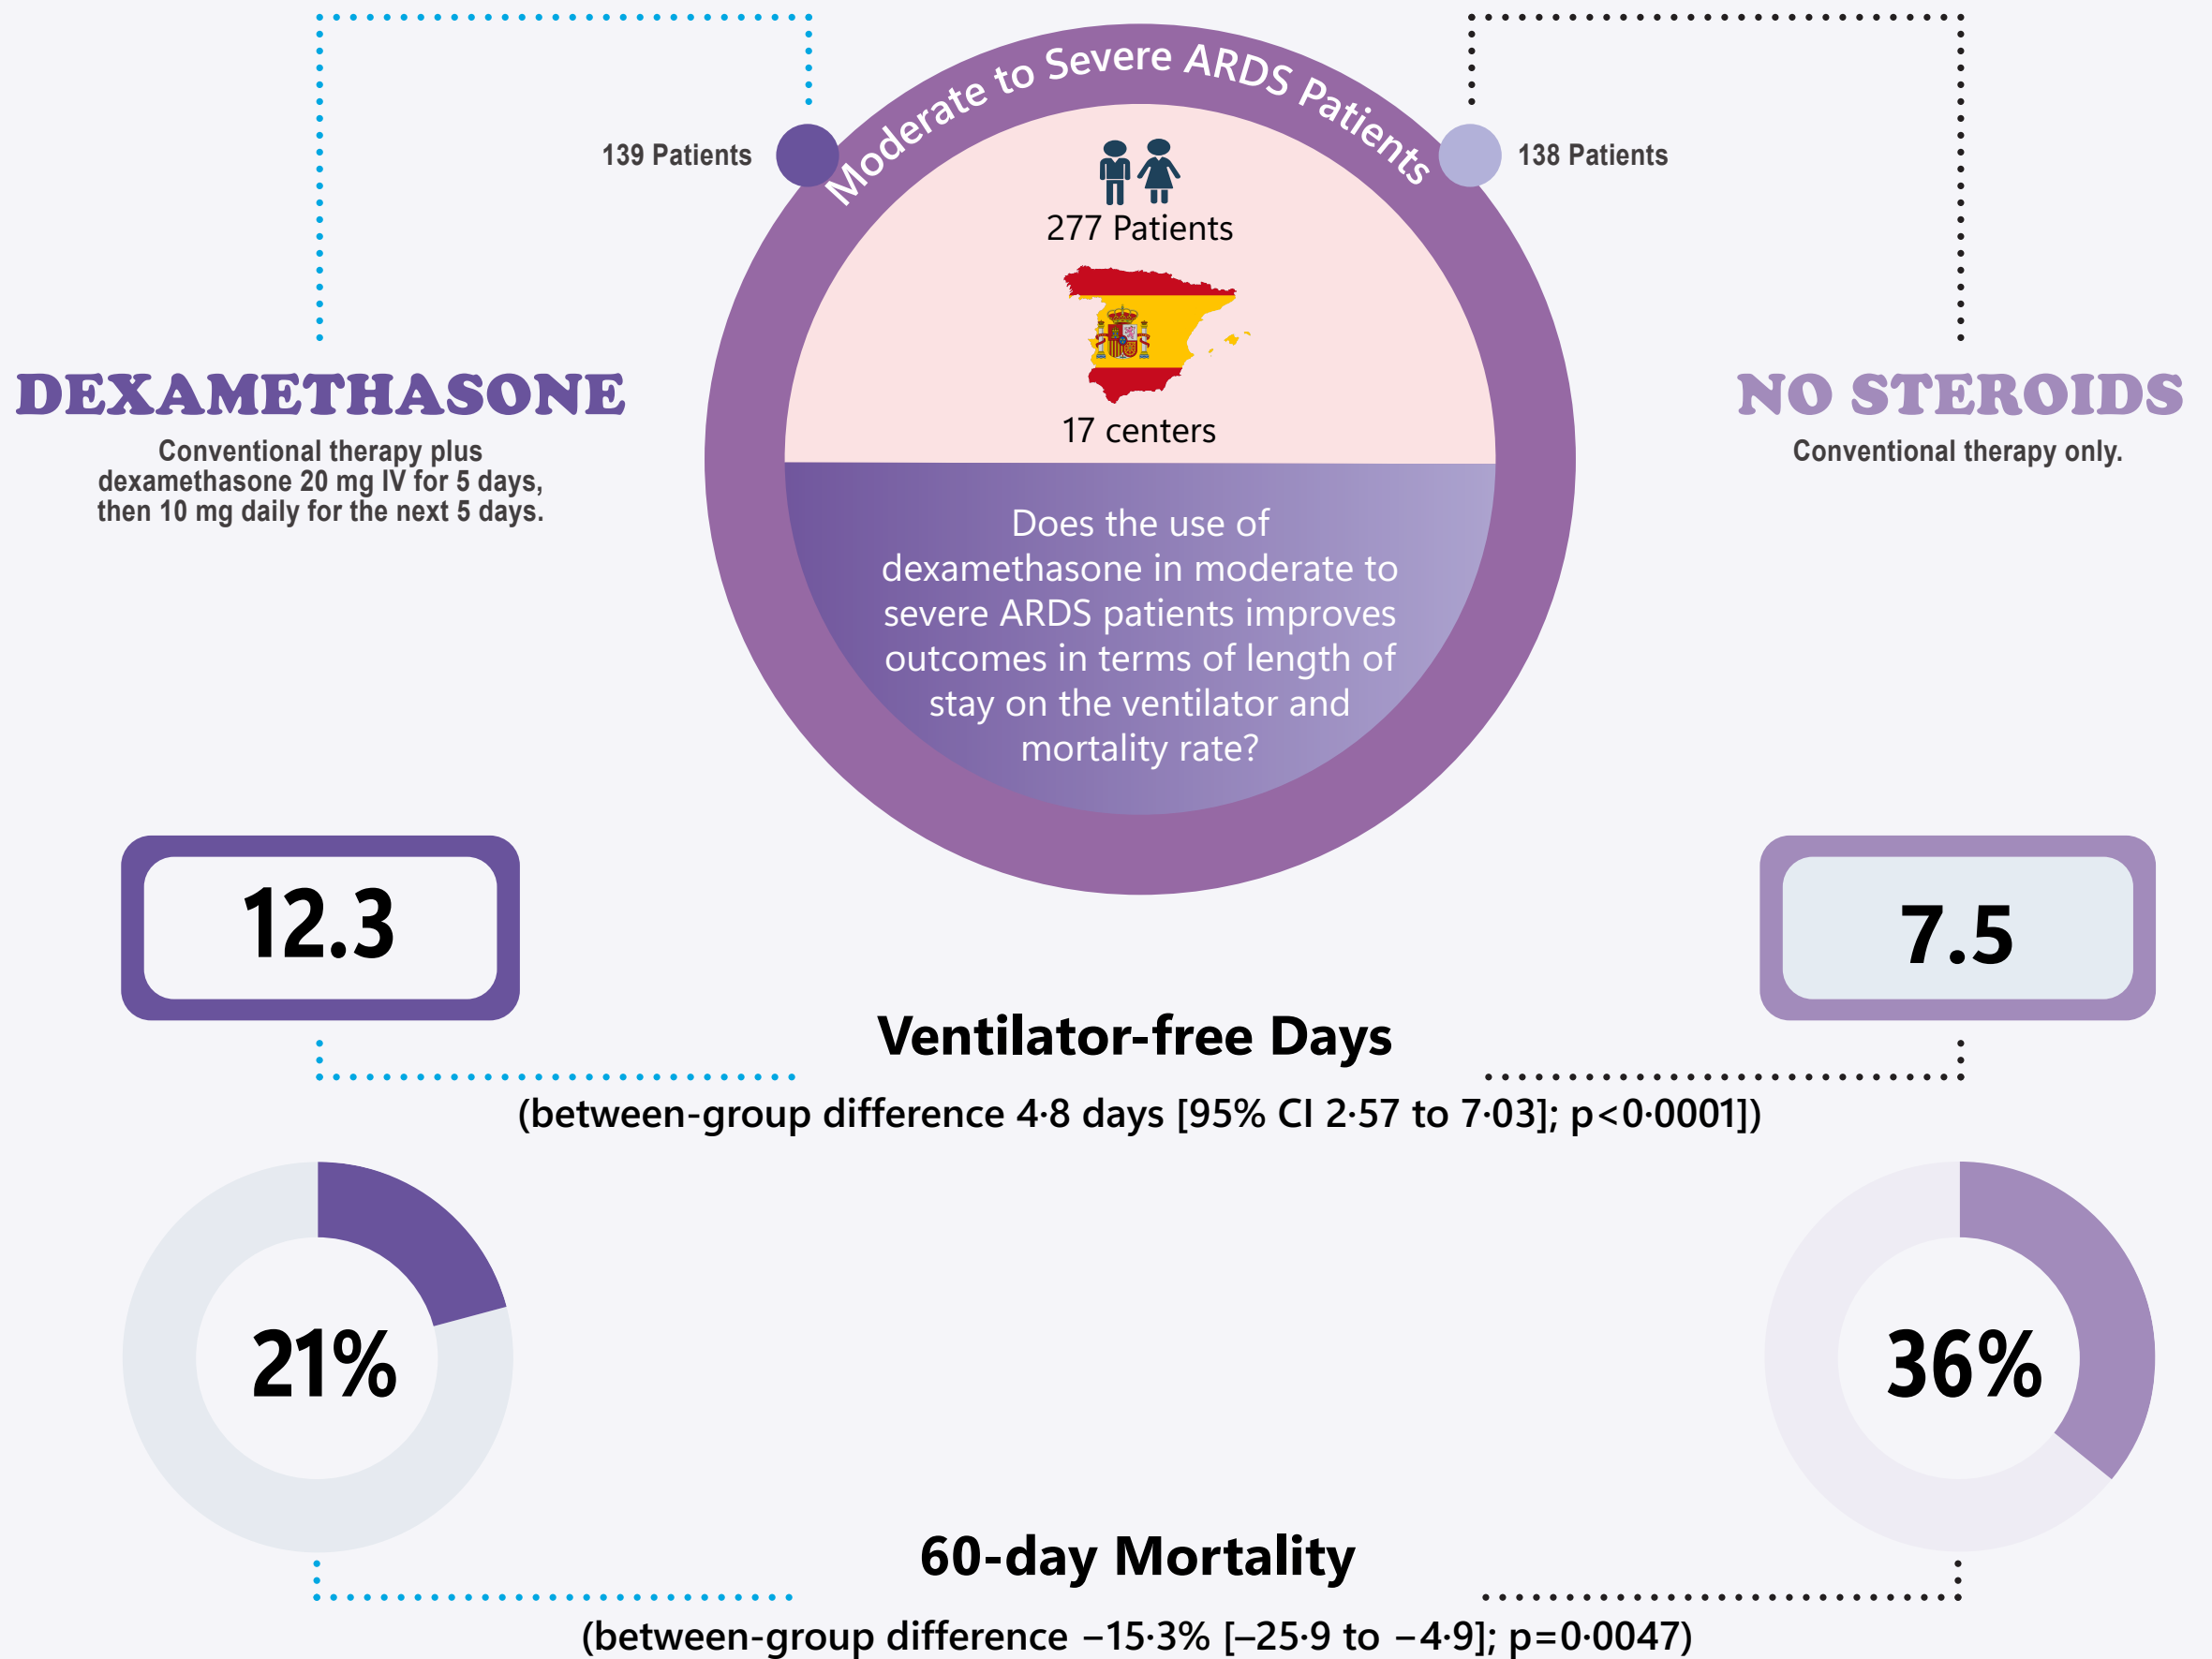 Moderate to Severe ARDS Patients
139 Patients
138 Patients
277 Patients
17 centers
DEXAMETHASONE
Conventional therapy plus
dexamethasone 20 mg IV for 5 days,
then 10 mg daily for the next 5 days.
NO STEROIDS
Conventional therapy only.
Does the use of
dexamethasone in moderate to
severe ARDS patients improves
outcomes in terms of length of
stay on the ventilator and
mortality rate?
12.3
7.5
Ventilator-free Days
(between-group difference 4·8 days [95% CI 2·57 to 7·03]; p<0·0001])
21%
36%
60-day Mortality
(between-group difference −15·3% [–25·9 to −4·9]; p=0·0047)